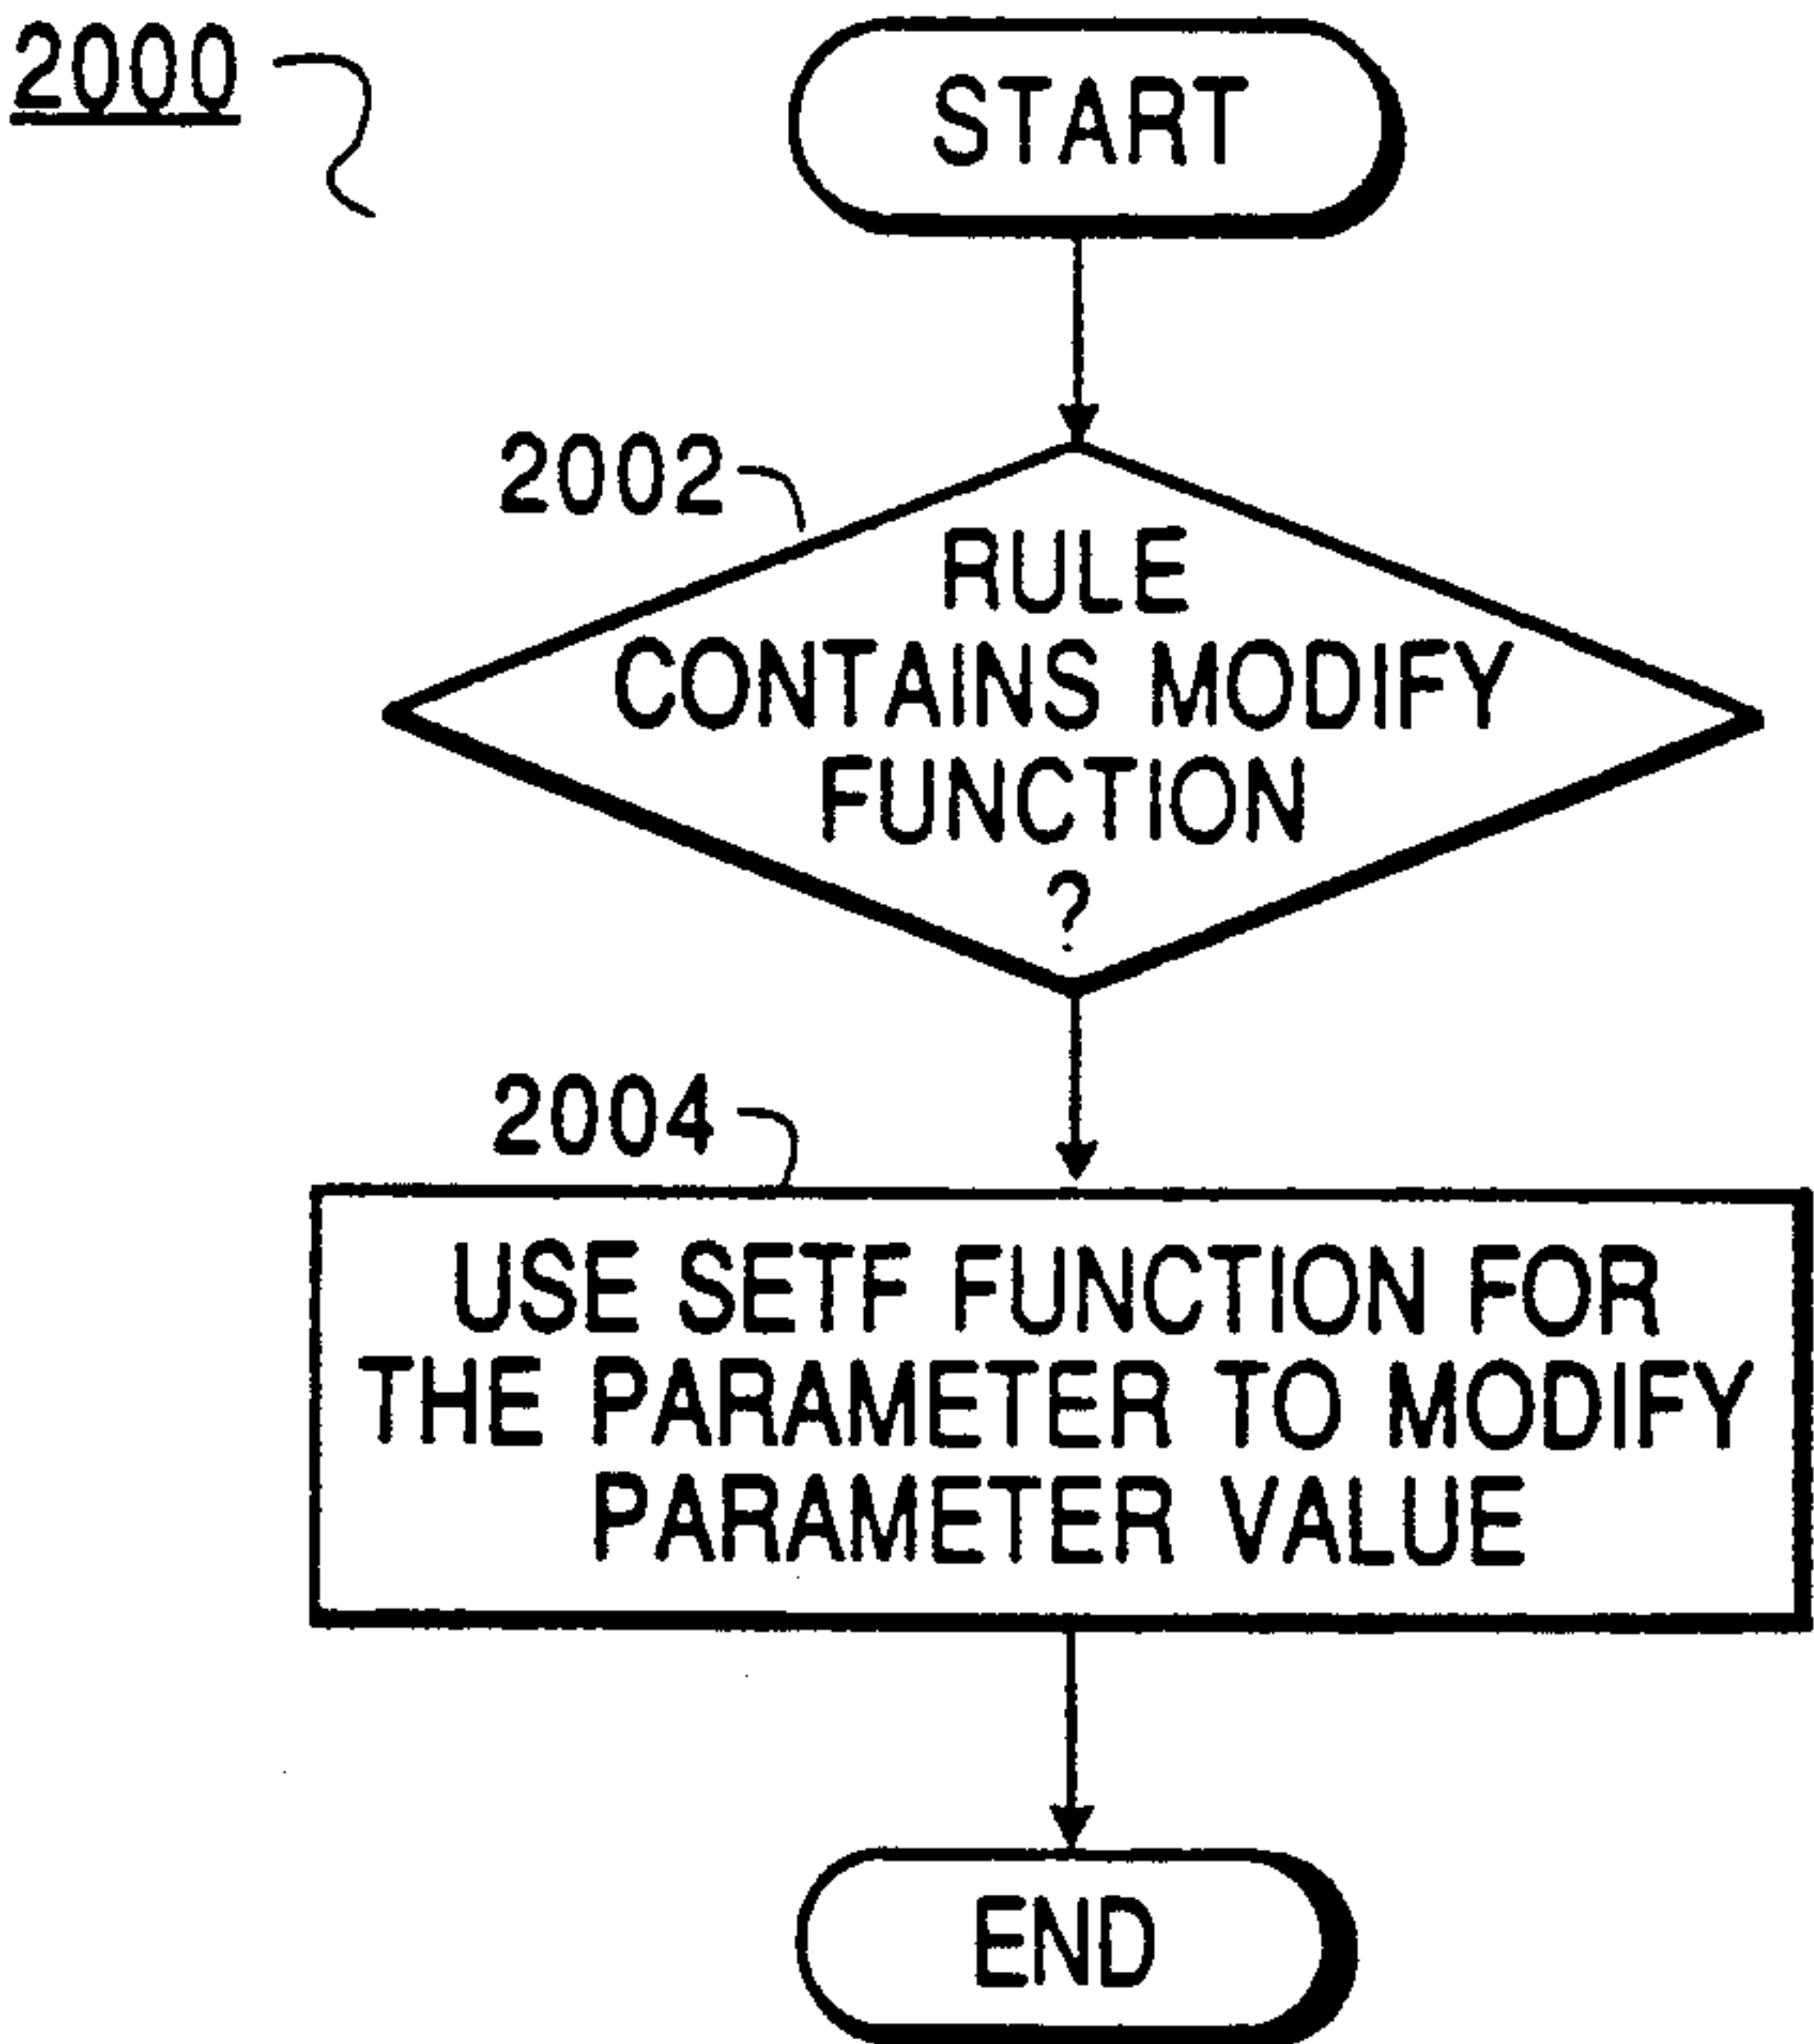 2000
START
2002
RULE
CONTAINS MODIFY
FUNCTION
?
2004
USE SETF FUNCTION FOR
THE PARAMETER TO MODIFY
PARAMETER VALUE
END